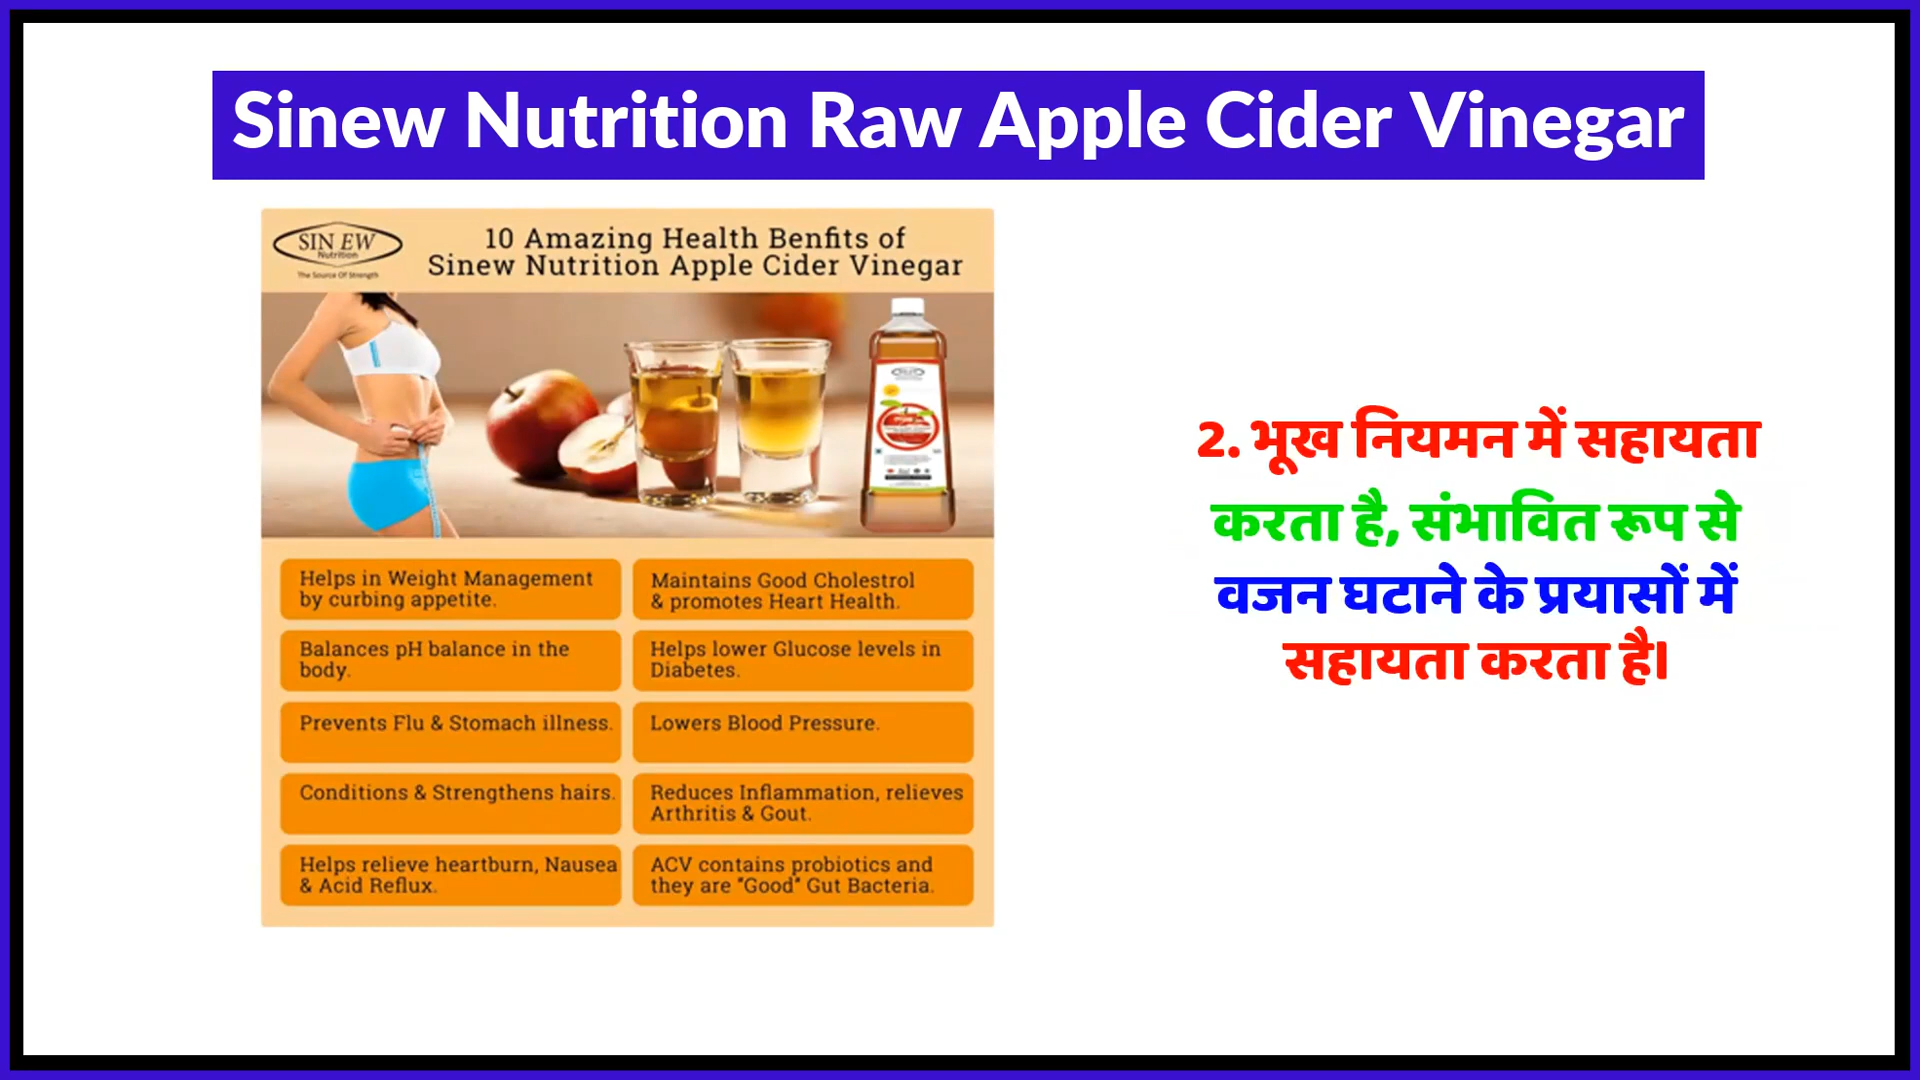 Sinew Nutrition Raw Apple Cider Vinegar
SIN EW
Nutrition
The Source Of Strength
10 Amazing Health Benfits of
Sinew Nutrition Apple Cider Vinegar
Helps in Weight Management
by curbing appetite.
Maintains Good Cholestrol
& promotes Heart Health.
Balances pH balance in the
body.
Helps lower Glucose levels in
Diabetes.
Prevents Flu & Stomach illness.
Lowers Blood Pressure.
Conditions & Strengthens hairs.
Reduces Inflammation, relieves
Arthritis & Gout.
Helps relieve heartburn, Nausea
& Acid Reflux.
ACV contains probiotics and
they are "Good" Gut Bacteria.
2. भूख नियमन में सहायता
करता है, संभावित रूप से
वजन घटाने के प्रयासों में
सहायता करता है।